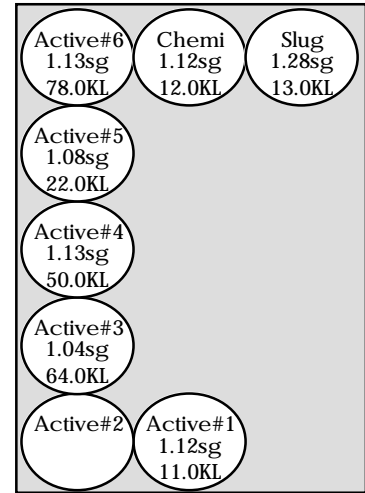 Active#6
1.13sg
78.0KL
Chemi
1.12sg
12.0KL
Slug
1.28sg
13.0KL
Active#5
1.08sg
22.0KL
Active#4
1.13sg
50.0KL
Active#3
1.04sg
64.0KL
Active#2
Active#1
1.12sg
11.0KL